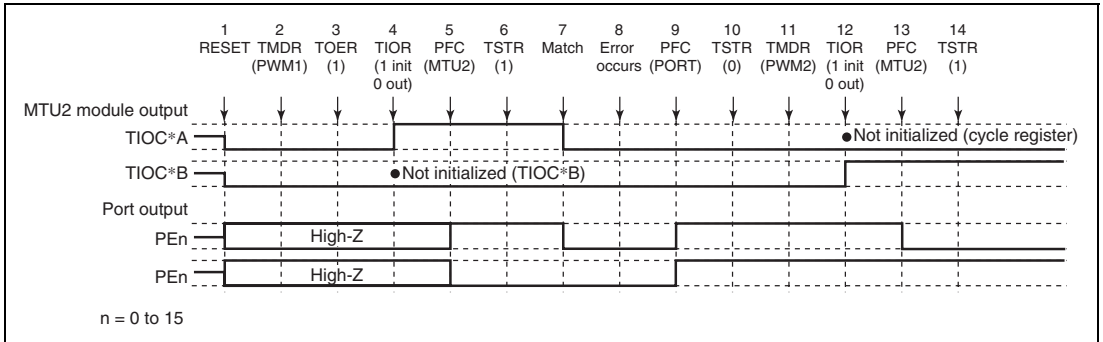 1 2 3 4 5 6 7 8 9 10 11 12 13 14
RESET TMDR TOER TIOR PFC TSTR Match Error PFC TSTR TMDR TIOR PFC TSTR
(PWM1) (1) (1 init (MTU2) (1) occurs (PORT) (0) (PWM2) (1 init (MTU2) (1)
0 out) 0 out)
MTU2 module output
TIOC*A ●Not initialized (cycle register)
TIOC*B ●Not initialized (TIOC*B)
Port output
PEn High-Z
PEn High-Z
n = 0 to 15